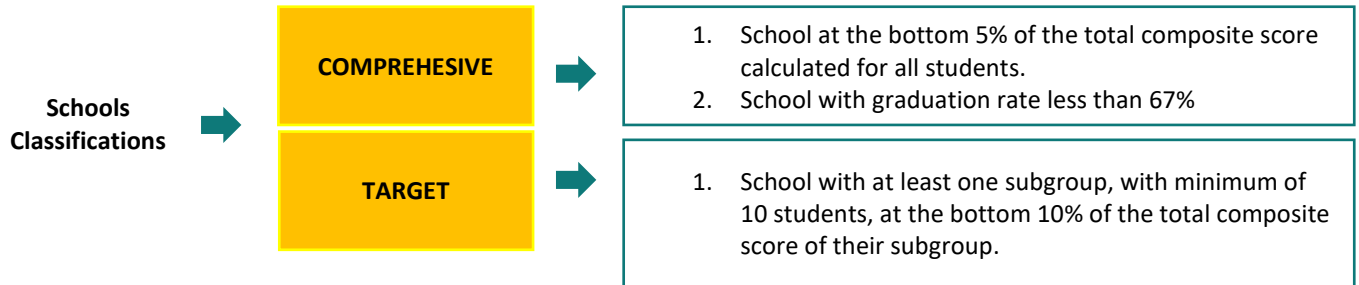 Schools
Classifications
COMPREHESIVE
1. School at the bottom 5% of the total composite score
calculated for all students.
2. School with graduation rate less than 67%
TARGET
1. School with at least one subgroup, with minimum of
10 students, at the bottom 10% of the total composite
score of their subgroup.